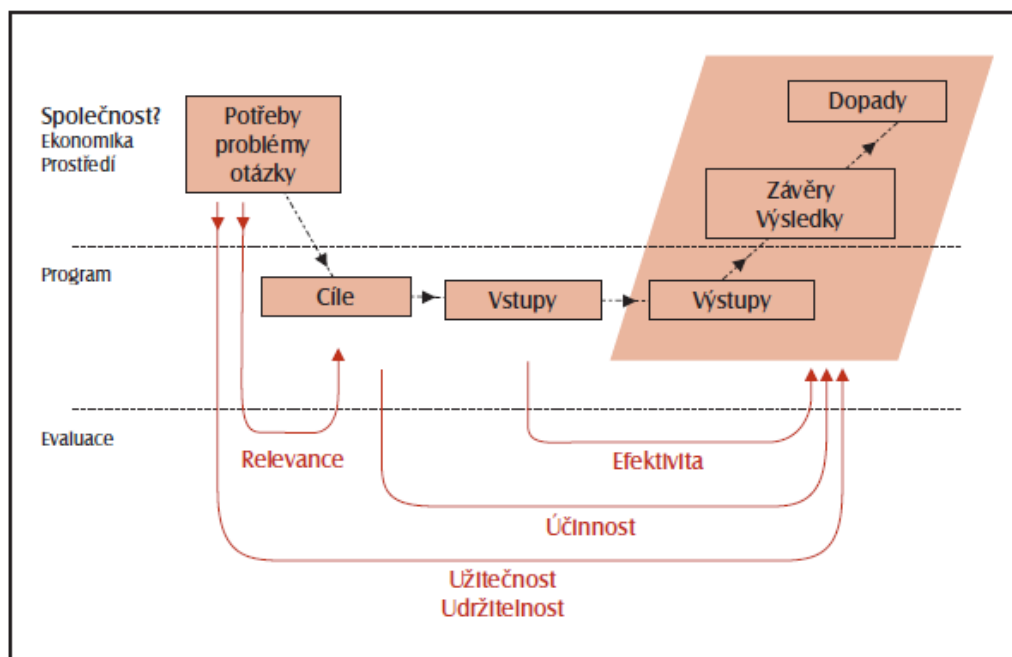 Společnost?
Ekonomika
Prostředí
Potřeby
problémy
otázky
Dopady
Závěry
Výsledky
Program
Cíle
Vstupy
Výstupy
Evaluace
Relevance
Efektivita
Účinnost
Užitečnost
Udržitelnost